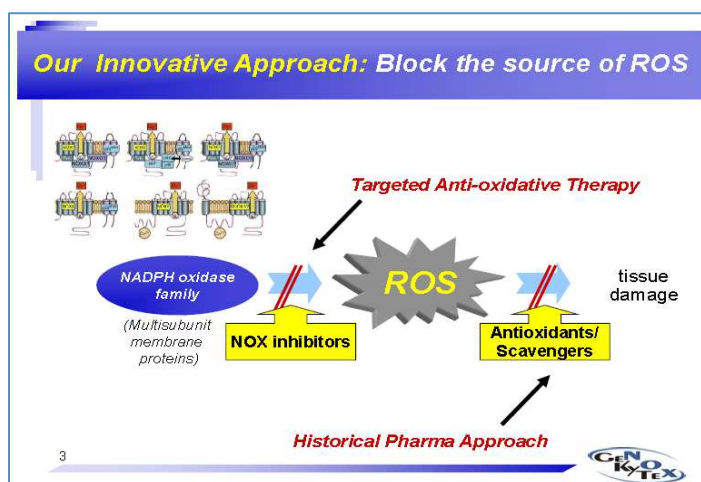 Our Innovative Approach: Block the source of ROS
Targeted Anti-oxidative Therapy
NADPH oxidase
family
ROS
tissue
damage
(Multisubunit
membrane
proteins)
NOX inhibitors
Antioxidants/
Scavengers
Historical Pharma Approach
3
GENKYOTEX